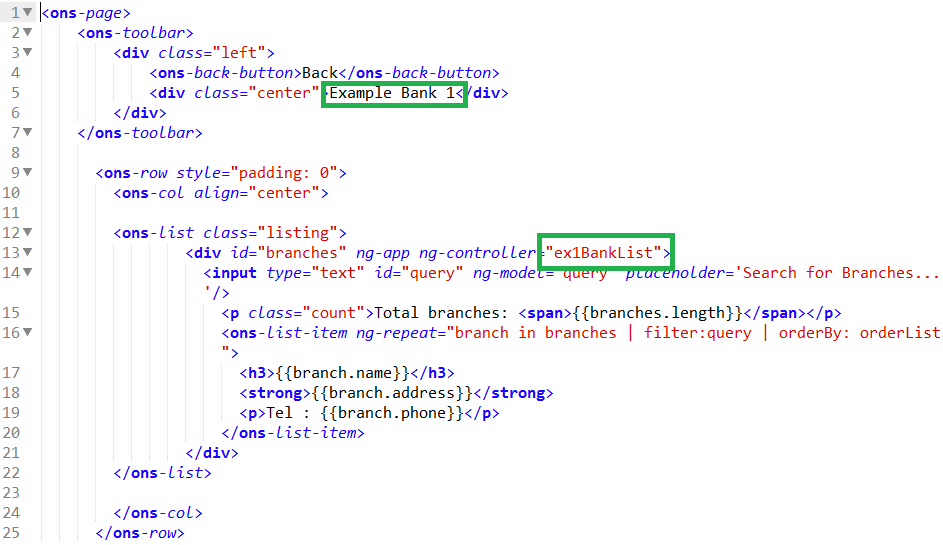 1 <ons-page>
2 <ons-toolbar>
3 <div class="left">
4 <ons-back-button>Back</ons-back-button>
5 <div class="center">Example Bank 1</div>
6 </div>
7 </ons-toolbar>
8
9 <ons-row style="padding: 0">
10 <ons-col align="center">
11
12 <ons-list class="listing">
13 <div id="branches" ng-app ng-controller="ex1BankList">
14 <input type="text" id="query" ng-model="query" placeholder='Search for Branches...
'/>
15 <p class="count">Total branches: <span>{{branches.length}}</span></p>
16 <ons-list-item ng-repeat="branch in branches | filter:query | orderBy: orderList
">
17 <h3>{{branch.name}}</h3>
18 <strong>{{branch.address}}</strong>
19 <p>Tel : {{branch.phone}}</p>
20 </ons-list-item>
21 </div>
22 </ons-list>
23
24 </ons-col>
25 </ons-row>